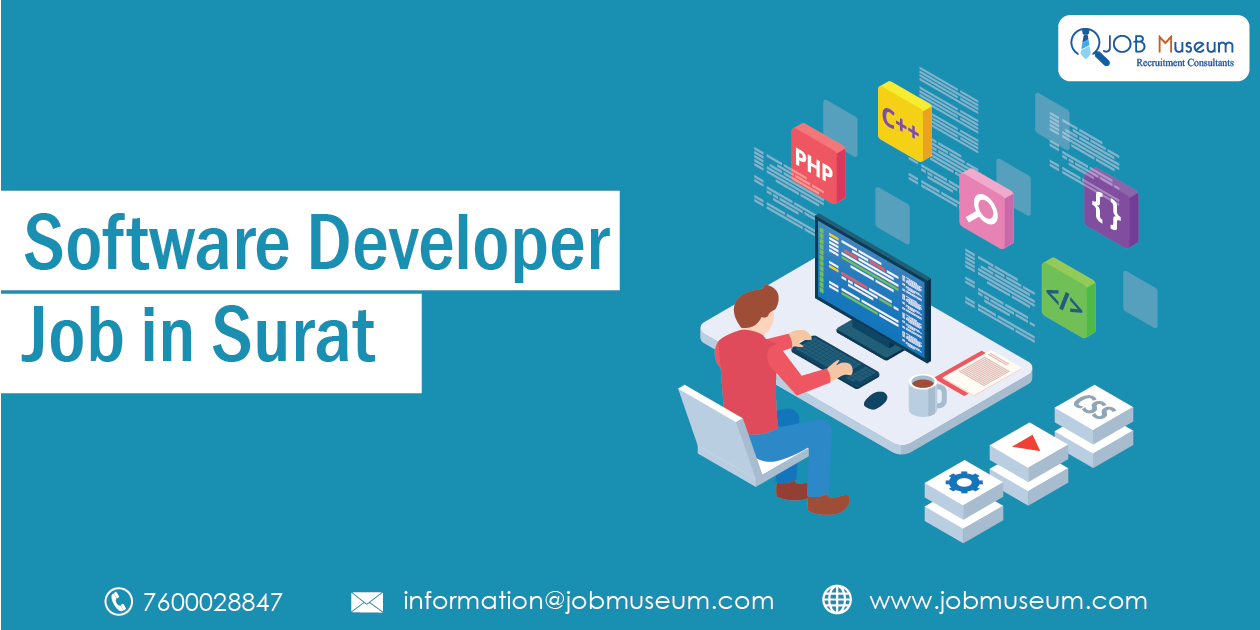 JOB Museum
Recruitment Consultants
C++
PHP
{}
</>
Software Developer
Job in Surat
CSS
7600028847
information@jobmuseum.com
www.jobmuseum.com